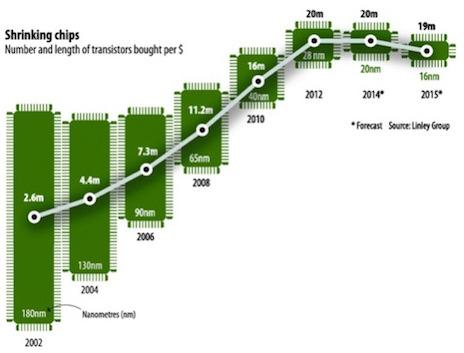 Shrinking chips
Number and length of transistors bought per $
2.6m
180nm
2002
4.4m
130nm
2004
7.3m
90nm
2006
11.2m
65nm
2008
16m
40nm
2010
20m
28 nm
2012
20m
20nm
2014*
19m
16nm
2015*
* Forecast Source: Linley Group
Nanometres (nm)